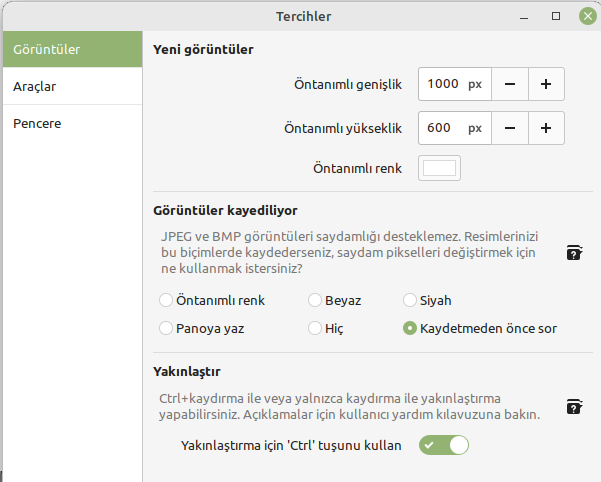 Tercihler
Görüntüler
Araçlar
Pencere
Yeni görüntüler
Öntanımlı genişlik 1000 px
Öntanımlı yükseklik 600 px
Öntanımlı renk
Görüntüler kayediliyor
JPEG ve BMP görüntüleri saydamlığı desteklemez. Resimlerinizi
bu biçimlerde kaydederseniz, saydam pikselleri değiştirmek için
ne kullanmak istersiniz?
Öntanımlı renk Beyaz Siyah
Panoya yaz Hiç Kaydetmeden önce sor
Yakınlaştır
Ctrl+kaydırma ile veya yalnızca kaydırma ile yakınlaştırma
yapabilirsiniz. Açıklamalar için kullanıcı yardım kılavuzuna bakın.
Yakınlaştırma için 'Ctrl' tuşunu kullan